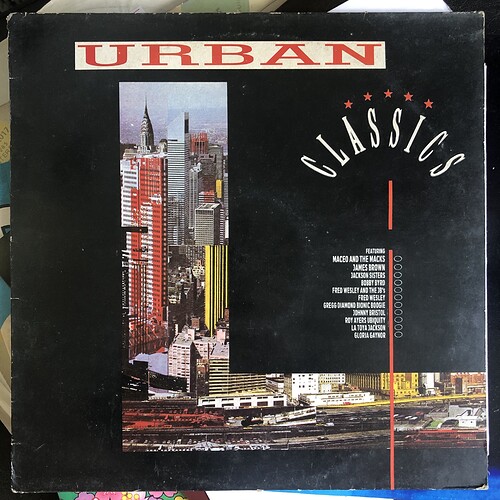 URBAN
CLASSICS
FEATURING
MACEO AND THE MACKS
JAMES BROWN
JACKSON SISTERS
BOBBY BYRD
FRED WESLEY AND THE JB's
FRED WESLEY
GREGG DIAMOND BIONIC BOOGIE
JOHNNY BRISTOL
ROY AYERS UBIQUITY
LA TOYA JACKSON
GLORIA GAYNOR